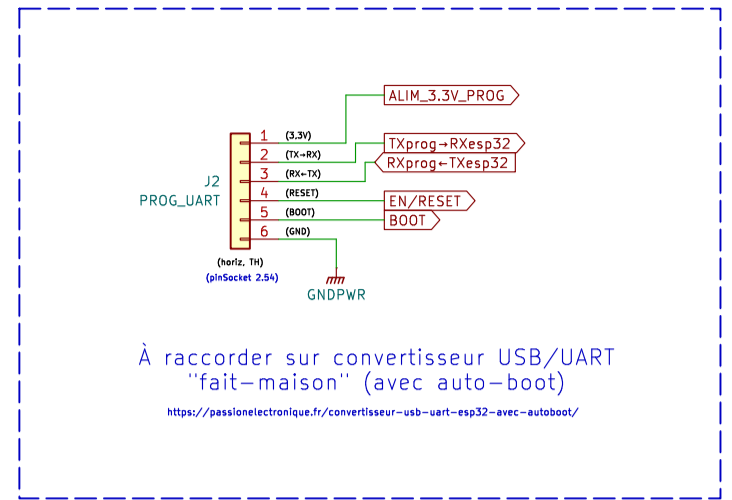 ALIM_3.3V_PROG
1 (3,3V)
2 (TX→RX) TXprog→RXesp32
3 (RX←TX) RXprog←TXesp32
J2
PROG_UART
4 (RESET) EN/RESET
5 (BOOT) BOOT
6 (GND)
(horiz, TH)
(pinSocket 2.54)
GNDPWR
À raccorder sur convertisseur USB/UART
"fait-maison" (avec auto-boot)
https://passionelectronique.fr/convertisseur-usb-uart-esp32-avec-autoboot/